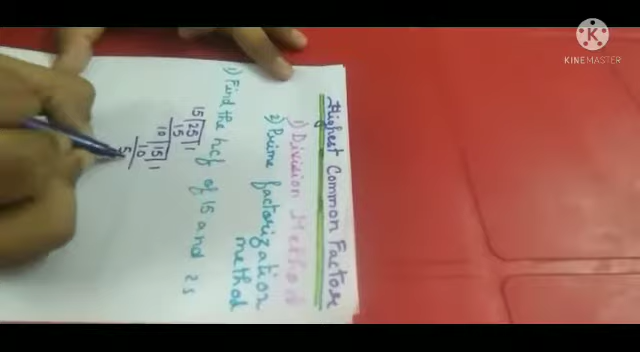 Highest Common Factor
1) Division Method
2) Prime factorization
method
1) Find the hcf of 15 and 25
15 25 1
15
10 15 1
10
5
K
KINEMASTER